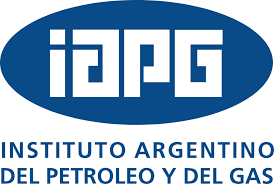 iAPG
INSTITUTO ARGENTINO
DEL PETROLEO Y DEL GAS